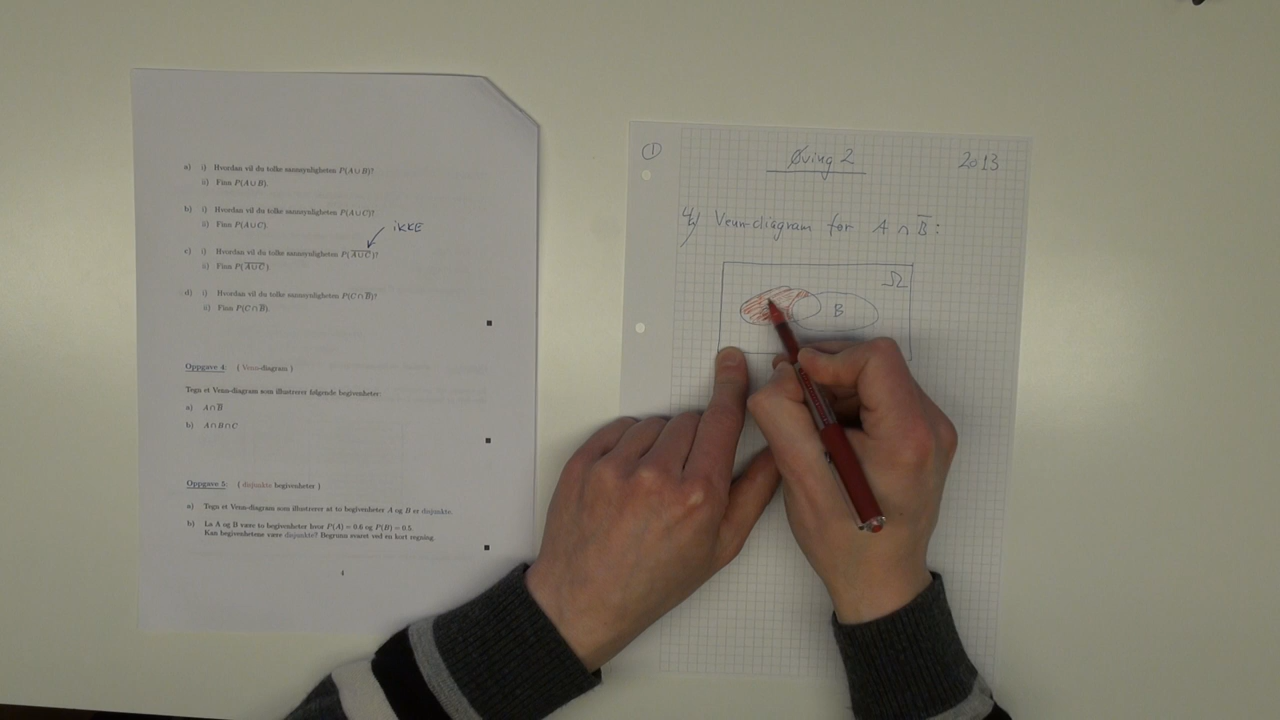 a) i) Hvordan vil du tolke sannsynligheten P(A ∪ B)?
ii) Finn P(A ∪ B).
b) i) Hvordan vil du tolke sannsynligheten P(A ∪ C)?
ii) Finn P(A ∪ C).
IKKE
c) i) Hvordan vil du tolke sannsynligheten P(A̅ ̅∪̅ ̅C̅)?
ii) Finn P(A̅ ̅∪̅ ̅C̅)
d) i) Hvordan vil du tolke sannsynligheten P(C ∩ B̅)?
ii) Finn P(C ∩ B̅).
Oppgave 4: ( Venn-diagram )
Tegn et Venn-diagram som illustrerer følgende begivenheter:
a) A ∩ B̅
b) A ∩ B ∩ C
Oppgave 5: ( disjunkte begivenheter )
a) Tegn et Venn-diagram som illustrerer at to begivenheter A og B er disjunkte.
b) La A og B være to begivenheter hvor P(A) = 0.6 og P(B) = 0.5.
Kan begivenhetene være disjunkte? Begrunn svaret ved en kort regning.
4
1 Øving 2 2013
Venn-diagram for A ∩ B̅:
Ω
B